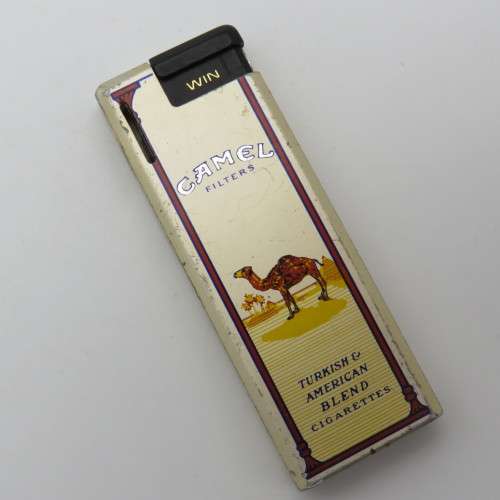 WIN
CAMEL
FILTERS
TURKISH &
AMERICAN
BLEND
CIGARETTES